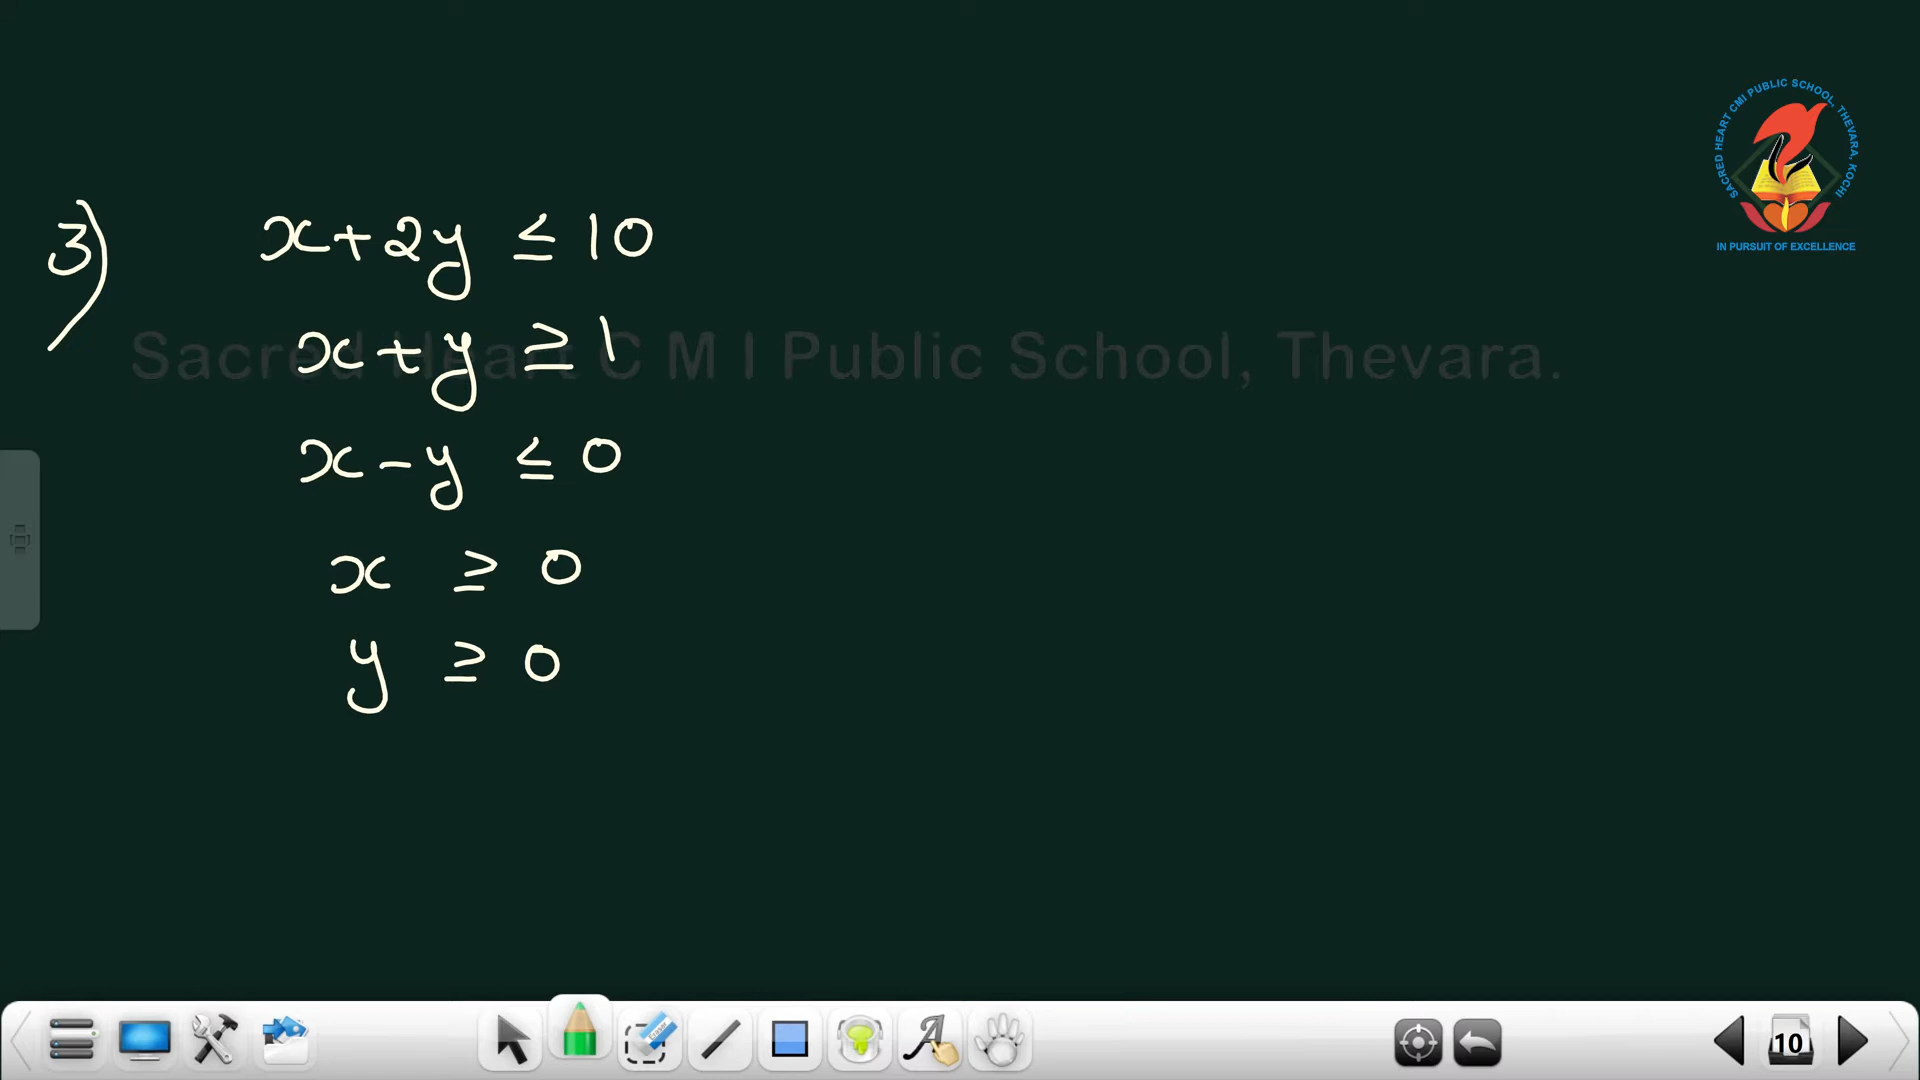 SACRED HEART CMI PUBLIC SCHOOL, THEVARA, KOCHI
IN PURSUIT OF EXCELLENCE
3) x+2y ≤ 10
x+y ≥ 1
Sacred Heart C M I Public School, Thevara.
x-y ≤ 0
x ≥ 0
y ≥ 0
Eraser
A
10